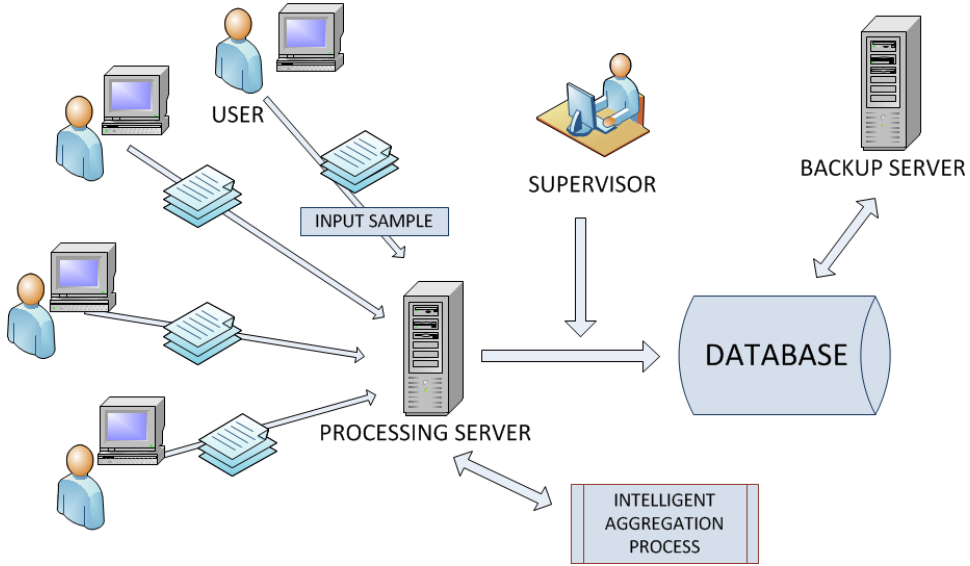 USER
INPUT SAMPLE
SUPERVISOR
BACKUP SERVER
DATABASE
PROCESSING SERVER
INTELLIGENT
AGGREGATION
PROCESS